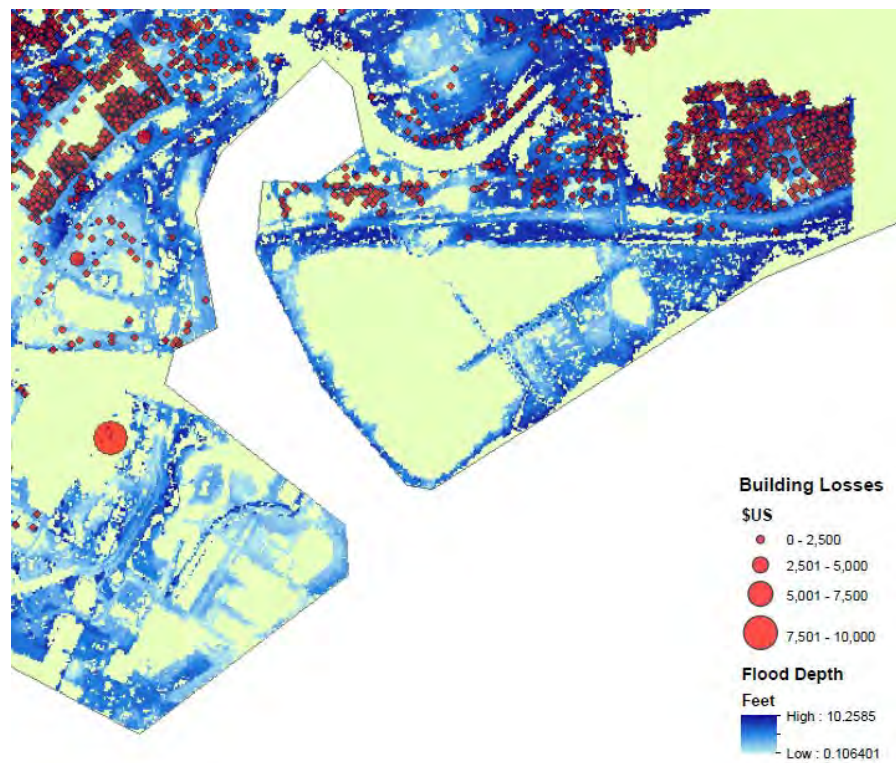 Building Losses
$US
0 - 2,500
2,501 - 5,000
5,001 - 7,500
7,501 - 10,000
Flood Depth
Feet
High : 10.2585
Low : 0.106401